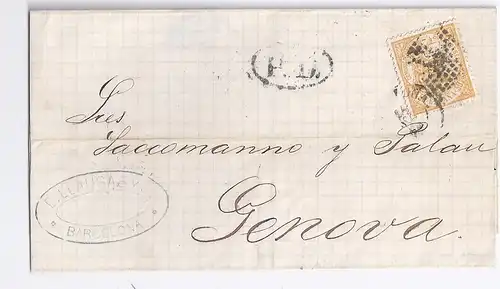 P.D.
Sres
Saccomanno y Palau
Genova.
BARCELONA